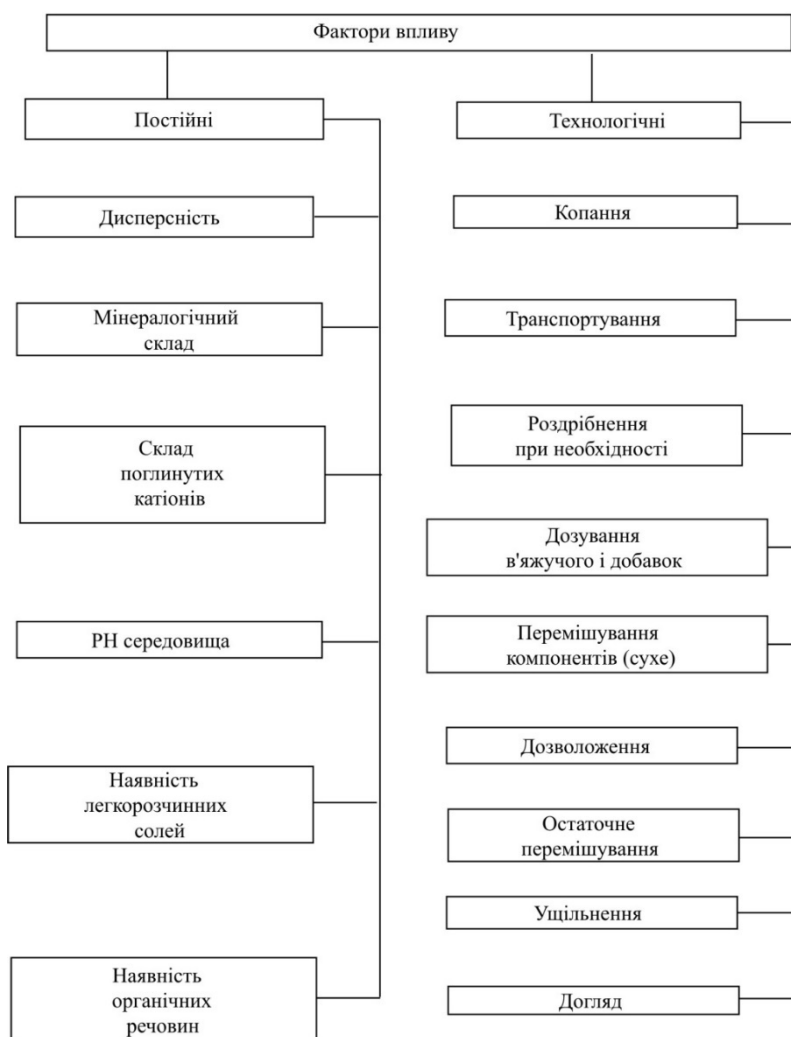 Фактори впливу
Постійні
Дисперсність
Мінералогічний
склад
Склад
поглинутих
катіонів
РН середовища
Наявність
легкорозчинних
солей
Наявність
органічних
речовин
Технологічні
Копання
Транспортування
Роздрібнення
при необхідності
Дозування
в'яжучого і добавок
Перемішування
компонентів (сухе)
Дозволоження
Остаточне
перемішування
Ущільнення
Догляд